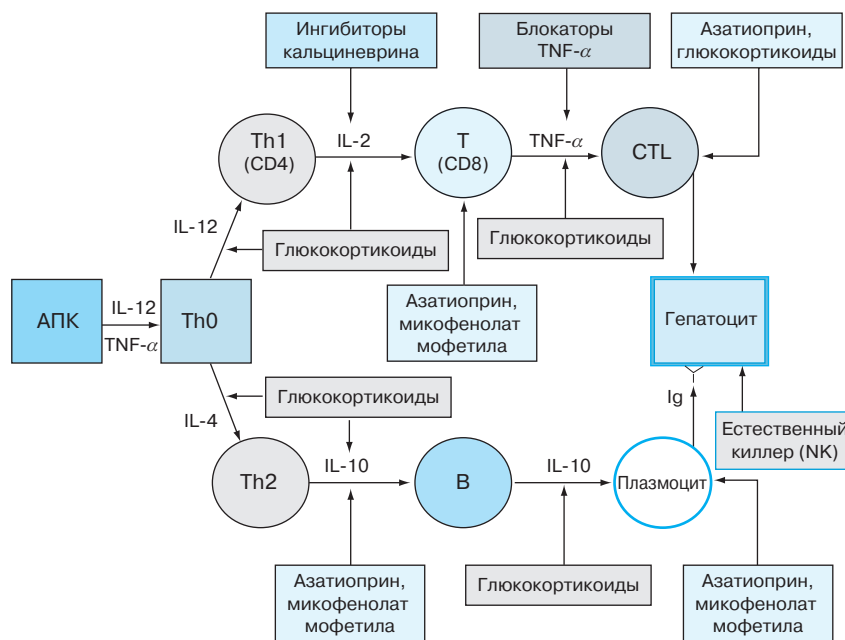 Ингибиторы
кальциневрина
Блокаторы
TNF-α
Азатиоприн,
глюкокортикоиды
Th1
(CD4)
IL-2
T
(CD8)
TNF-α
CTL
IL-12
Глюкокортикоиды
Глюкокортикоиды
АПК
IL-12
TNF-α
Th0
Азатиоприн,
микофенолат
мофетила
Гепатоцит
Глюкокортикоиды
IL-4
Ig
Естественный
киллер (NK)
Th2
IL-10
B
IL-10
Плазмоцит
Азатиоприн,
микофенолат
мофетила
Глюкокортикоиды
Азатиоприн,
микофенолат
мофетила